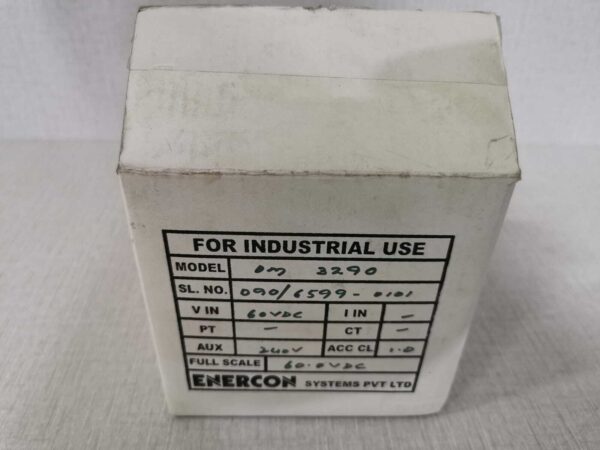 FOR INDUSTRIAL USE
MODEL DM 3290
SL. NO. 090/6599-0101
V IN 60VDC I IN -
PT - CT -
AUX 240V ACC CL 1.0
FULL SCALE 60.0VDC
ENERCON SYSTEMS PVT LTD